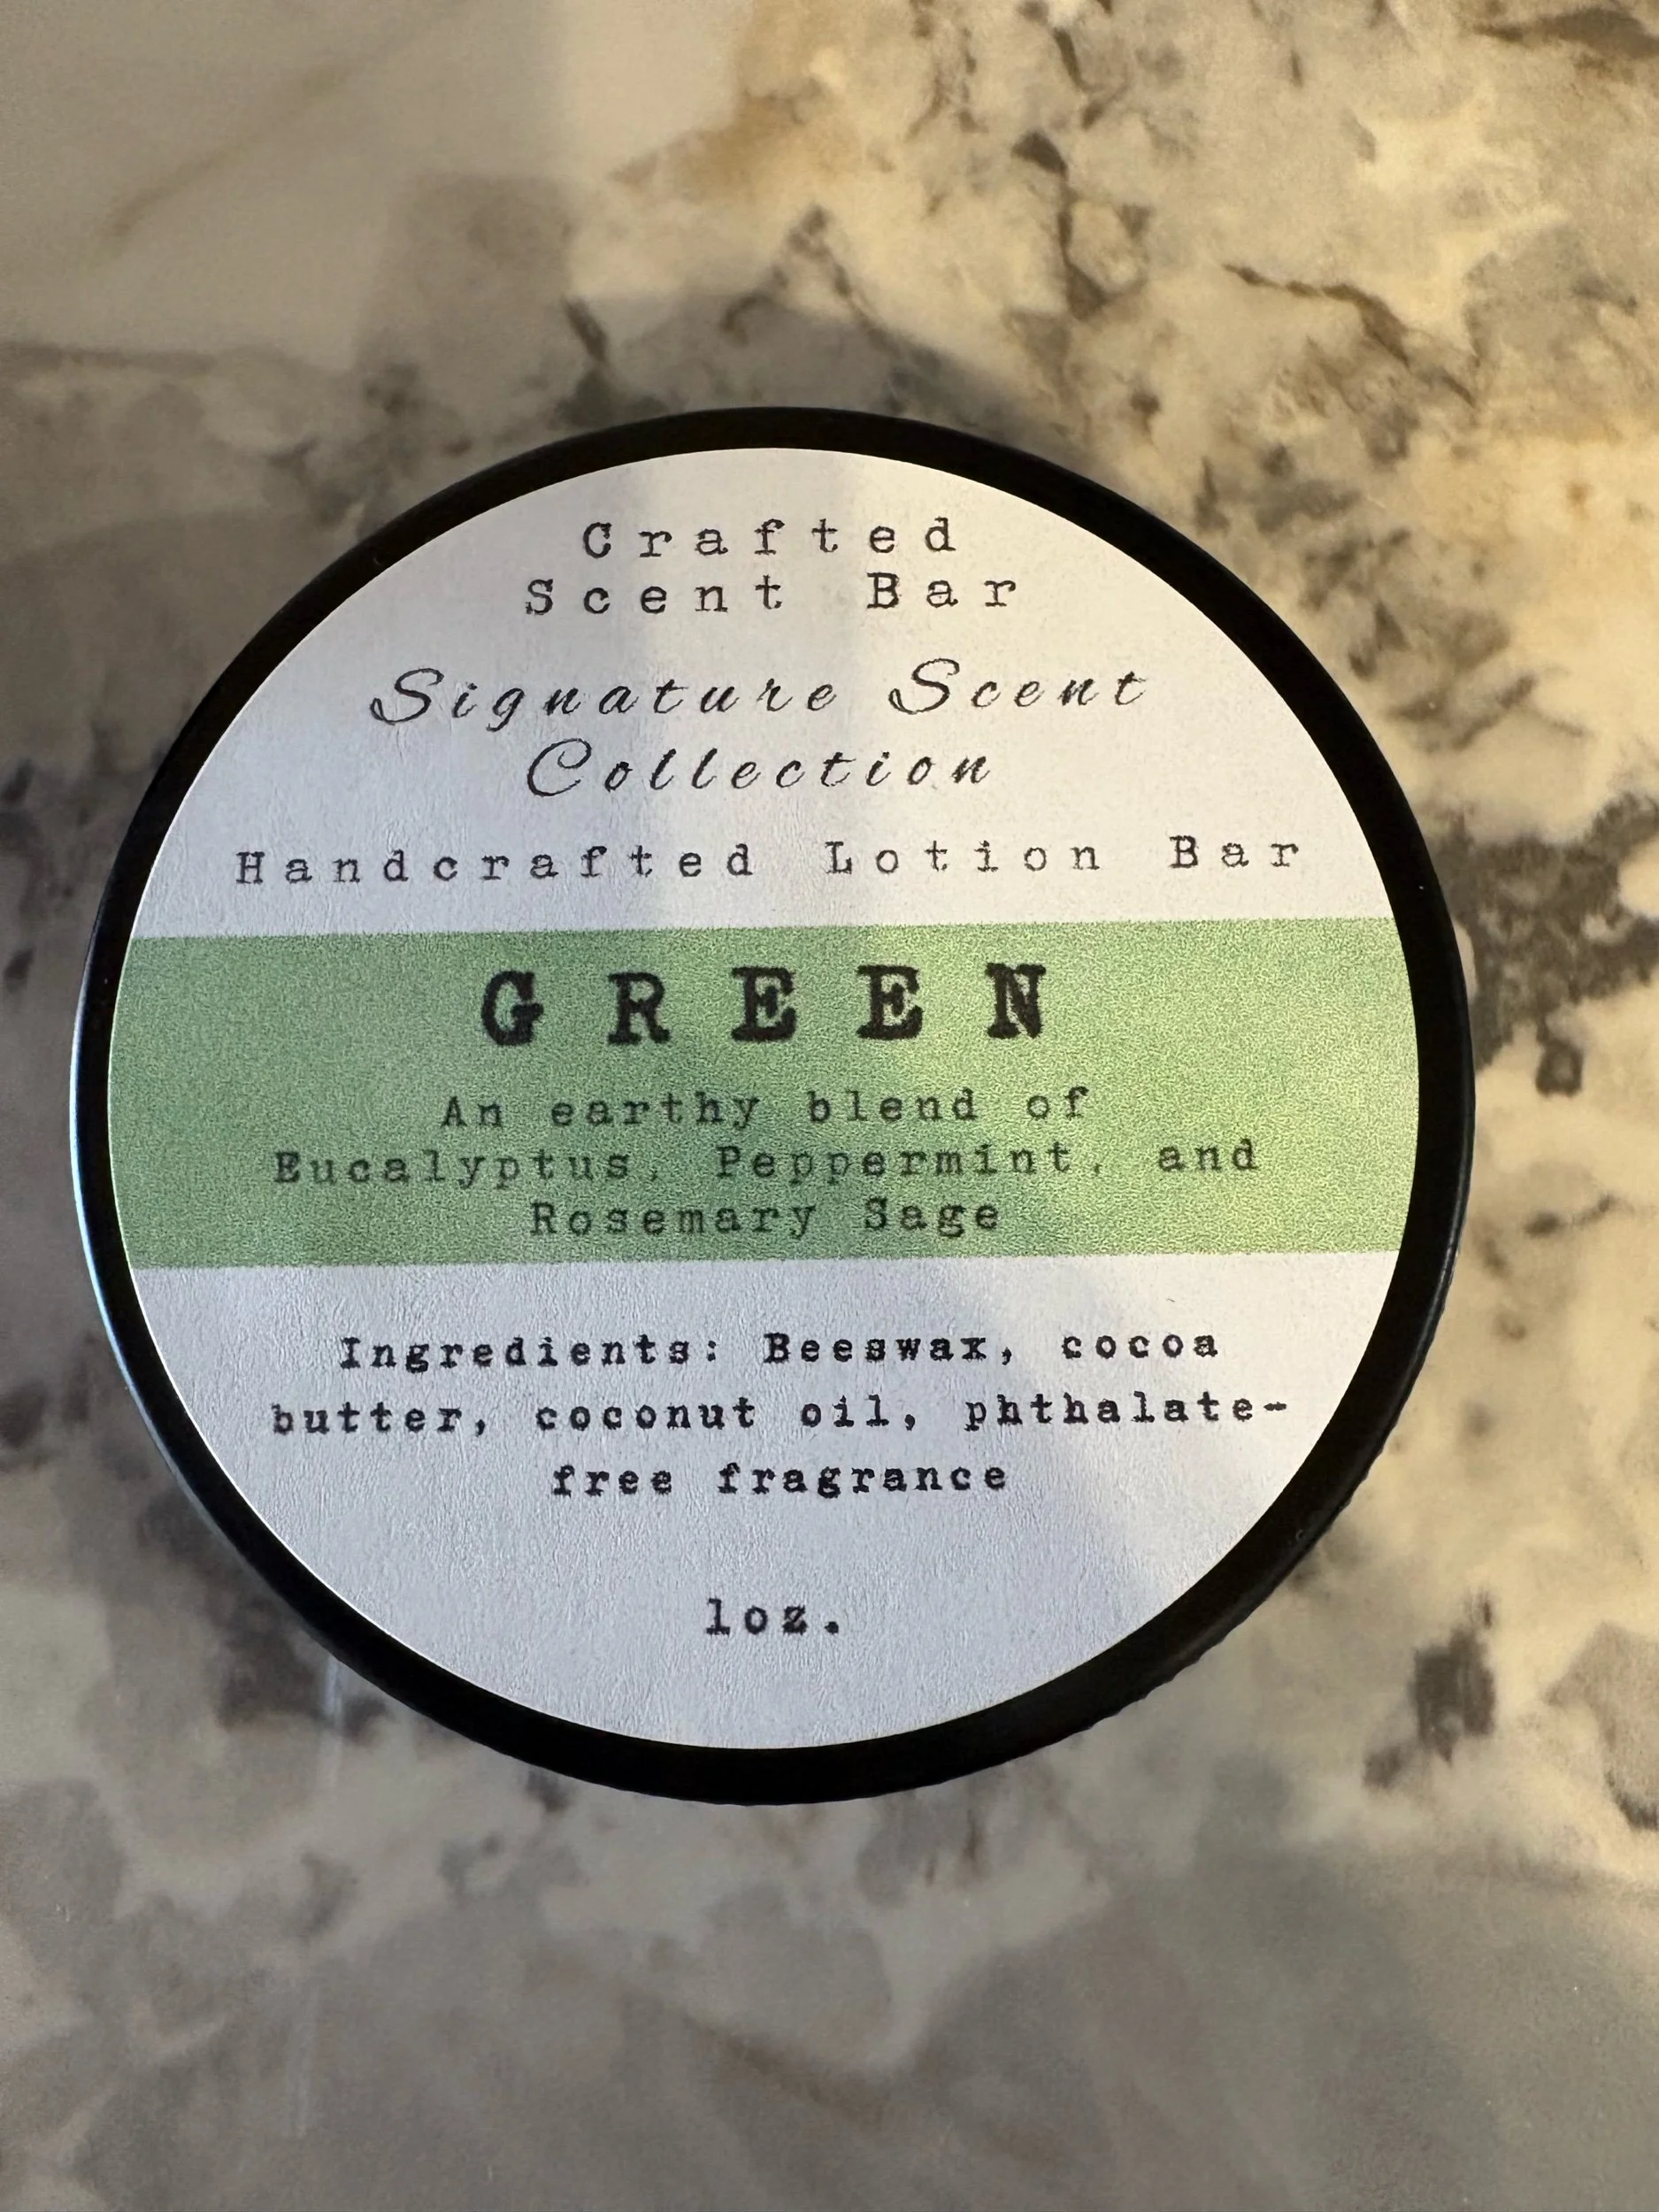 Crafted
Scent Bar
Signature Scent
Collection
Handcrafted Lotion Bar
GREEN
An earthy blend of
Eucalyptus, Peppermint, and
Rosemary Sage
Ingredients: Beeswax, cocoa
butter, coconut oil, phthalate-
free fragrance
1oz.